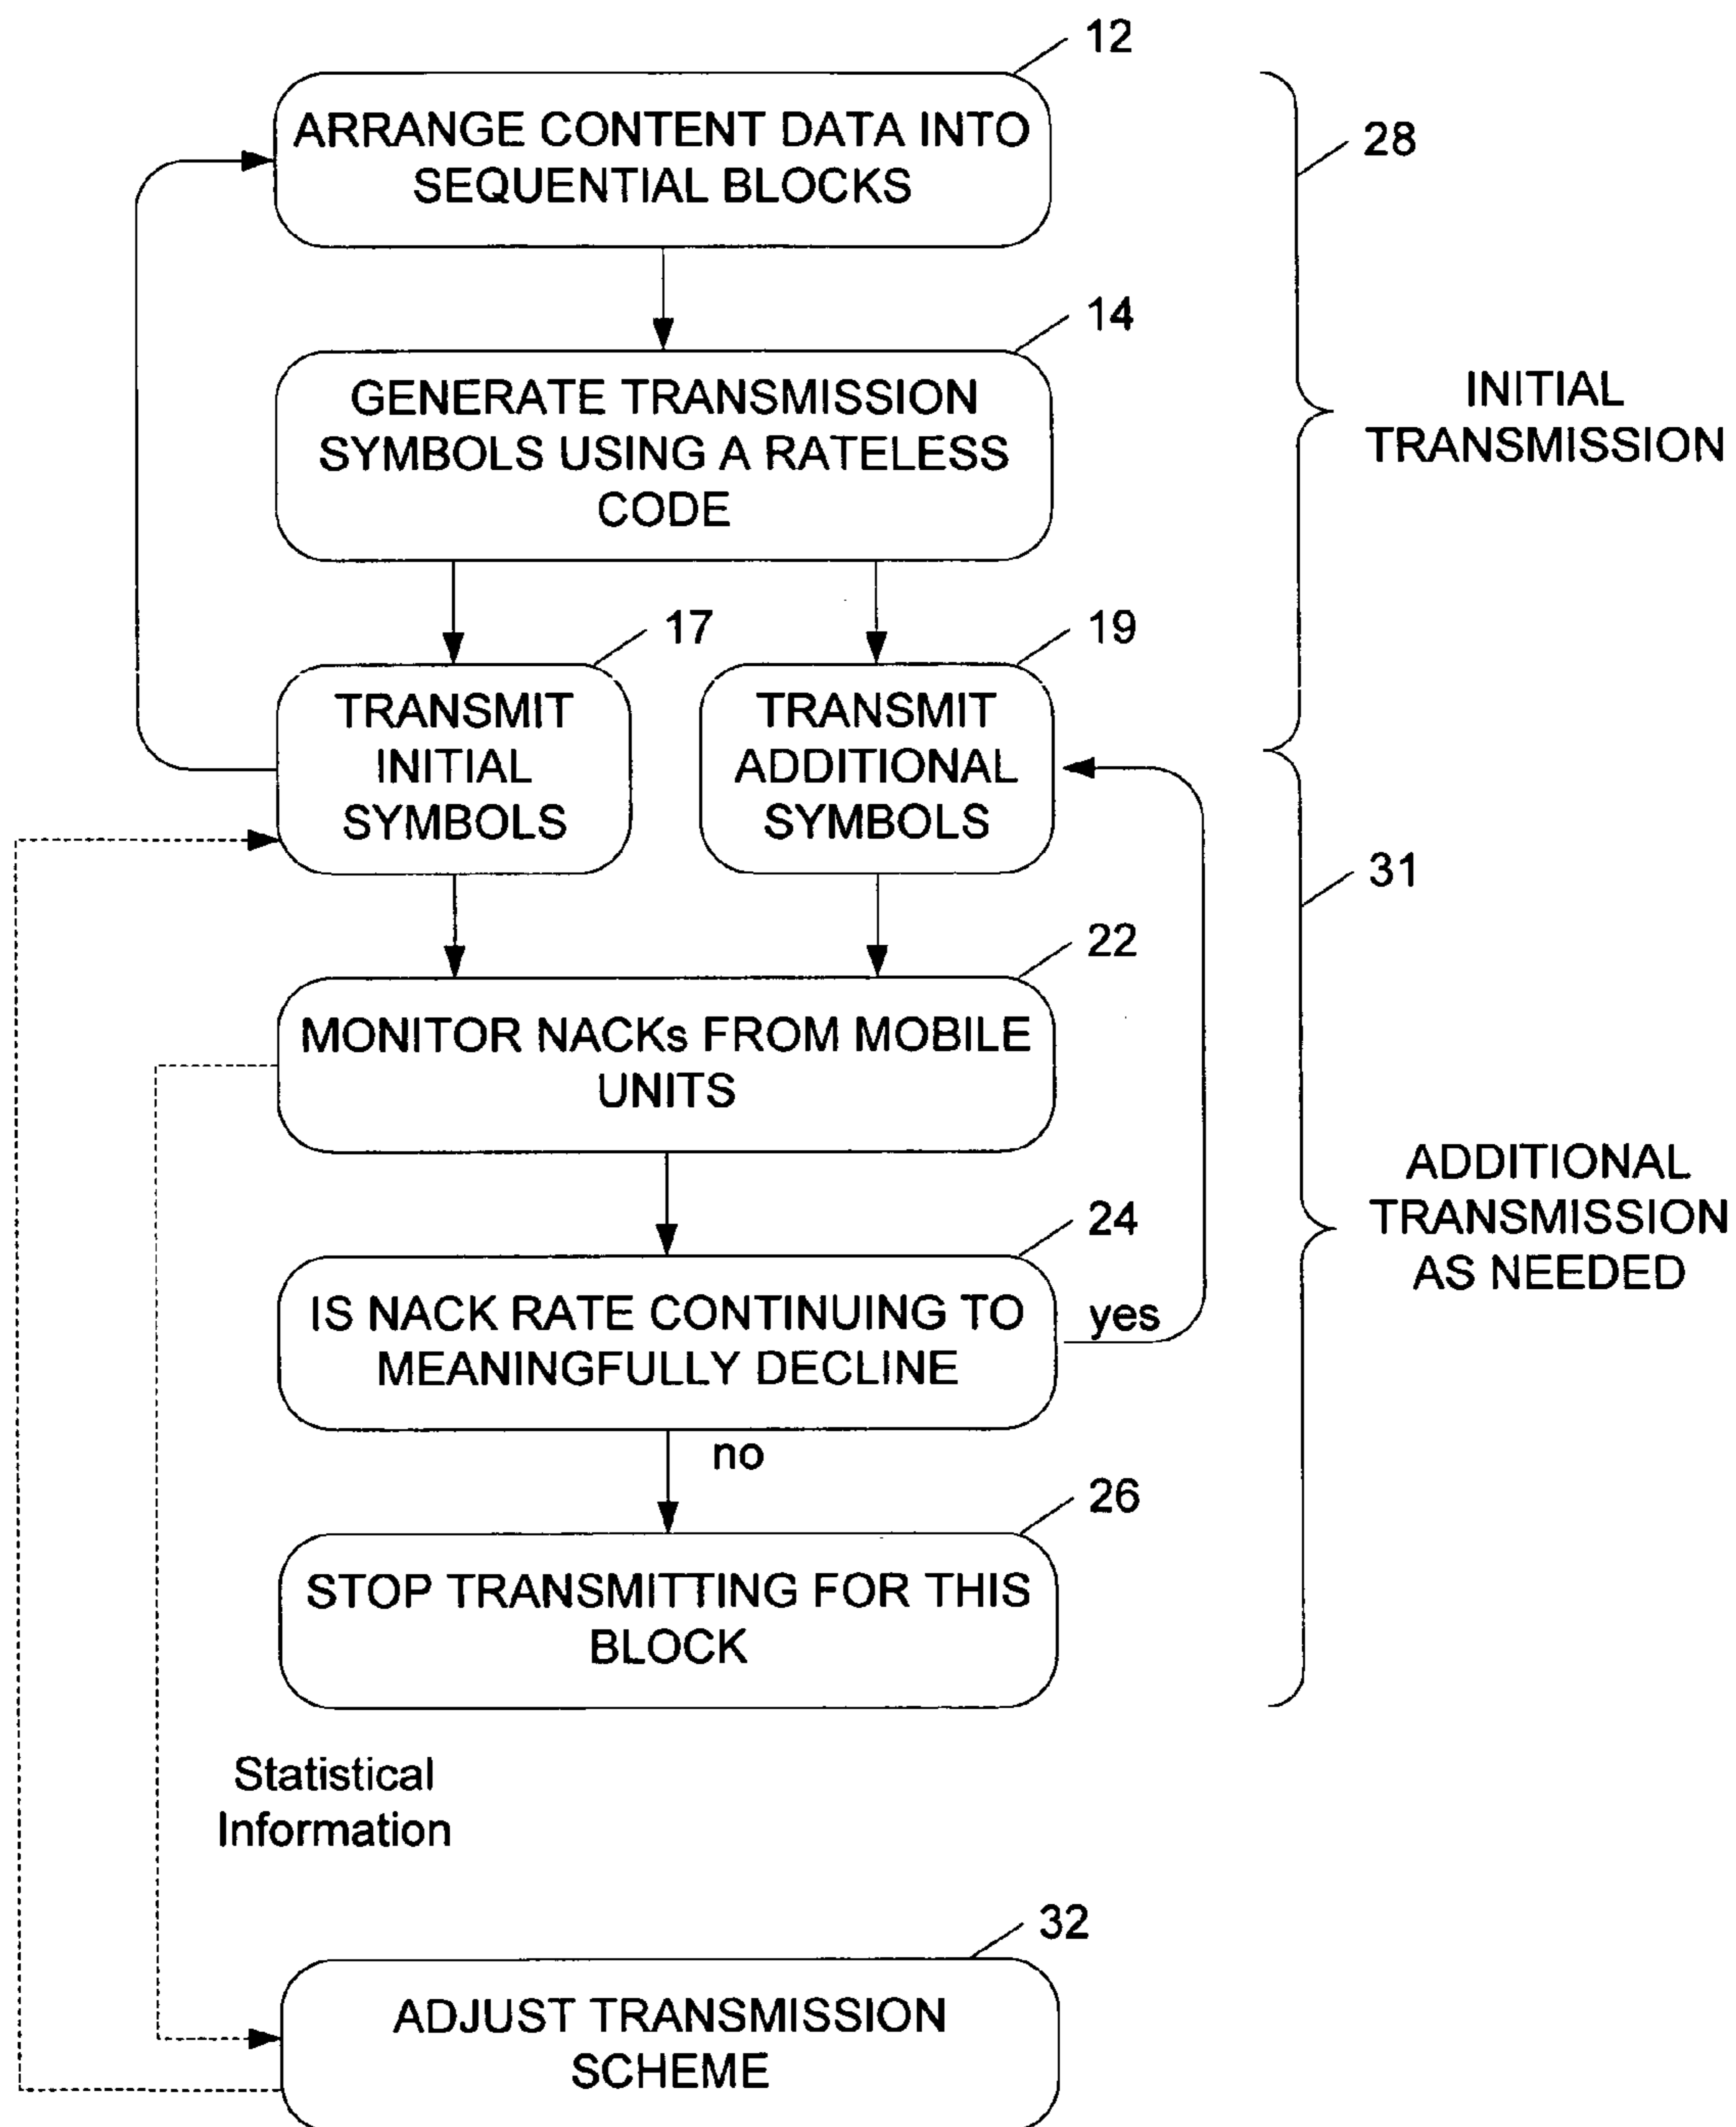 12
ARRANGE CONTENT DATA INTO
SEQUENTIAL BLOCKS
28
14
GENERATE TRANSMISSION
SYMBOLS USING A RATELESS
CODE
INITIAL
TRANSMISSION
17
19
TRANSMIT
INITIAL
SYMBOLS
TRANSMIT
ADDITIONAL
SYMBOLS
31
22
MONITOR NACKs FROM MOBILE
UNITS
ADDITIONAL
TRANSMISSION
AS NEEDED
24
IS NACK RATE CONTINUING TO
MEANINGFULLY DECLINE
yes
no
26
STOP TRANSMITTING FOR THIS
BLOCK
Statistical
Information
32
ADJUST TRANSMISSION
SCHEME